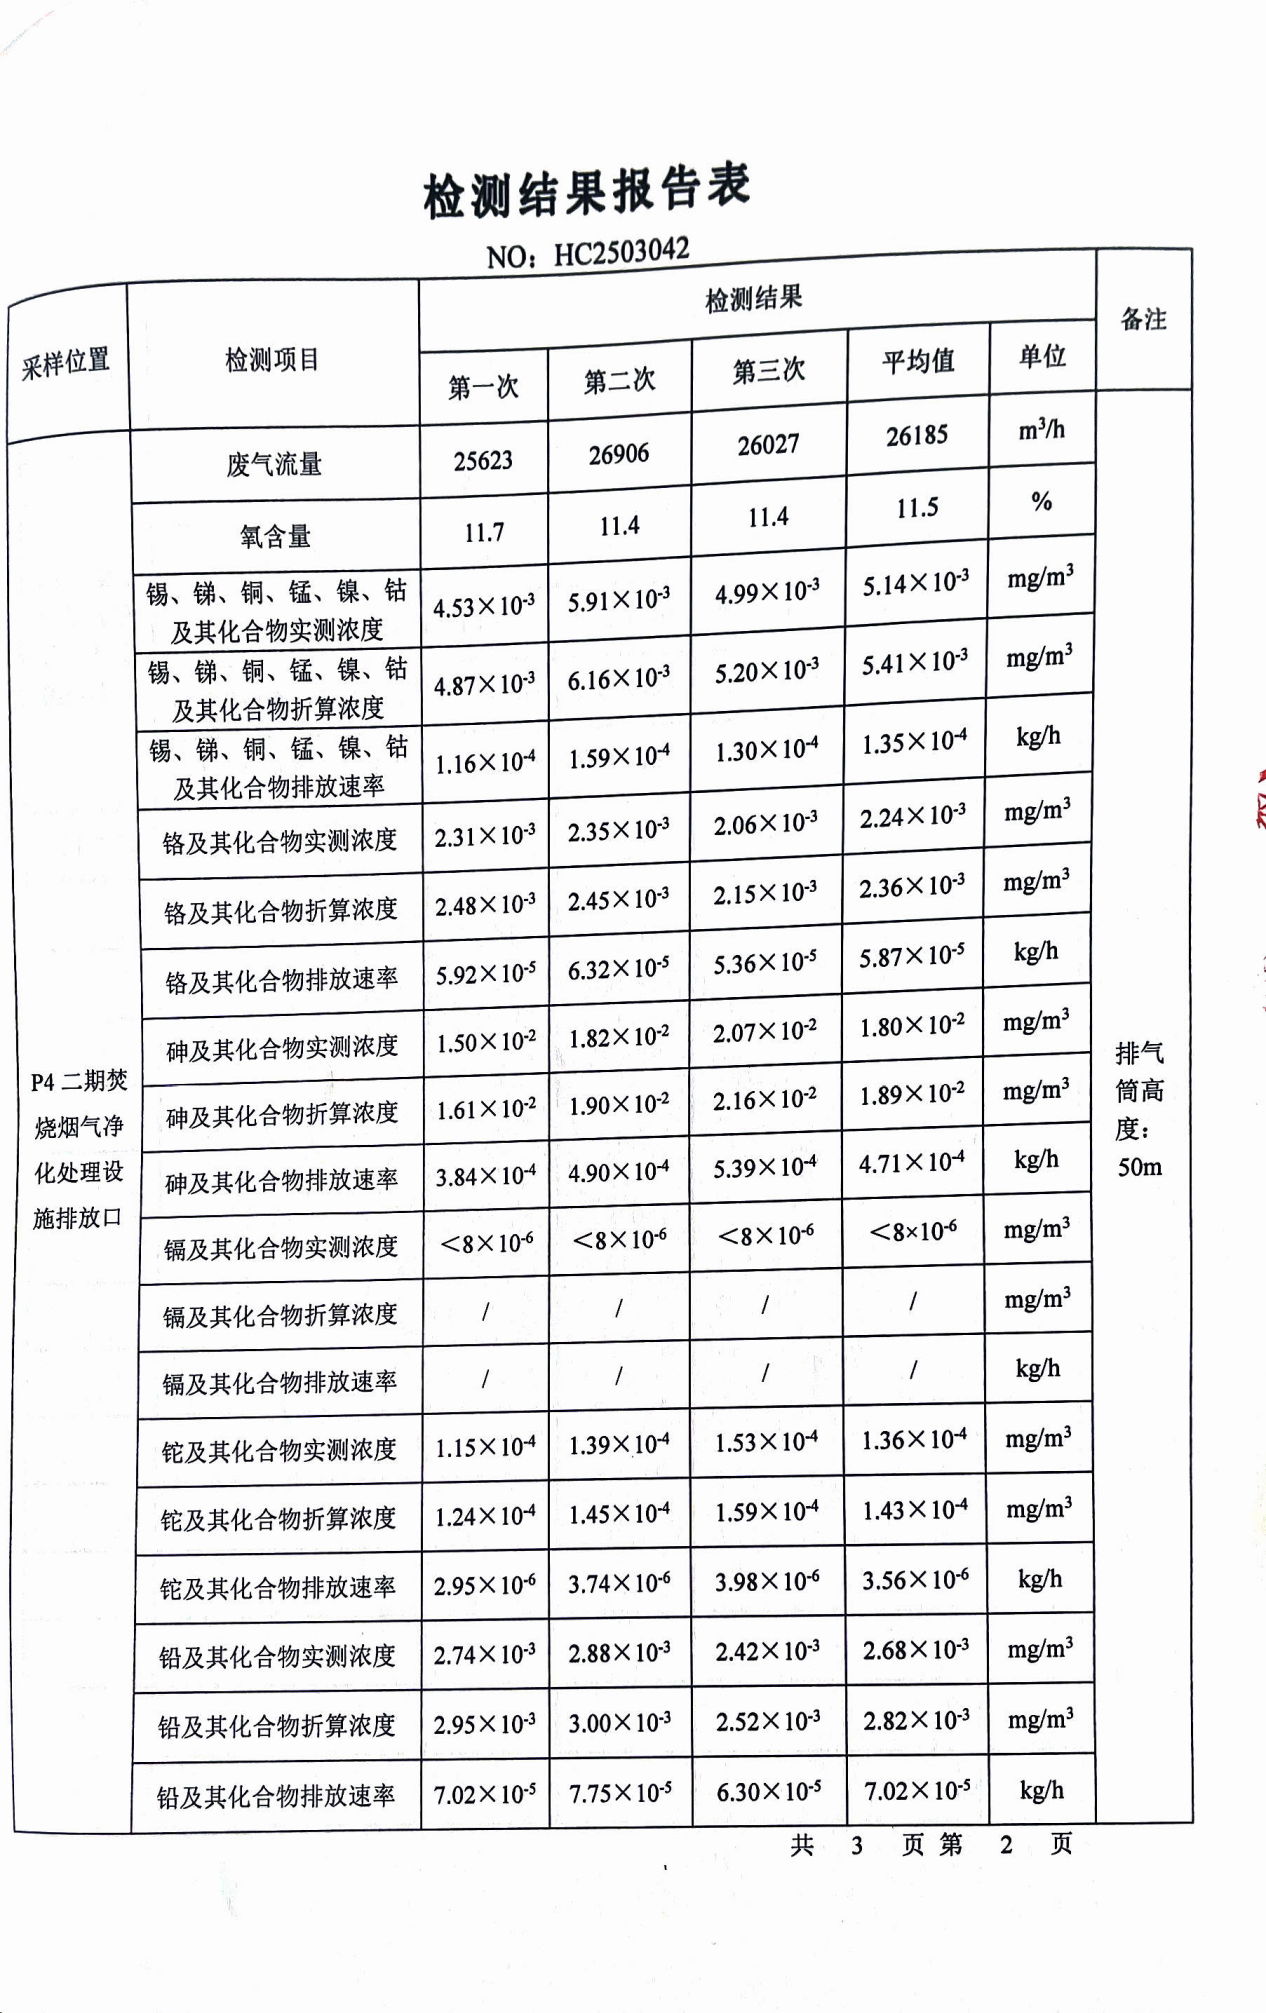 检测结果报告表
NO：HC2503042
采样位置 检测项目 检测结果 备注
第一次 第二次 第三次 平均值 单位
废气流量 25623 26906 26027 26185 m³/h
氧含量 11.7 11.4 11.4 11.5 %
锡、锑、铜、锰、镍、钴
及其化合物实测浓度 4.53×10⁻³ 5.91×10⁻³ 4.99×10⁻³ 5.14×10⁻³ mg/m³
锡、锑、铜、锰、镍、钴
及其化合物折算浓度 4.87×10⁻³ 6.16×10⁻³ 5.20×10⁻³ 5.41×10⁻³ mg/m³
锡、锑、铜、锰、镍、钴
及其化合物排放速率 1.16×10⁻⁴ 1.59×10⁻⁴ 1.30×10⁻⁴ 1.35×10⁻⁴ kg/h
铬及其化合物实测浓度 2.31×10⁻³ 2.35×10⁻³ 2.06×10⁻³ 2.24×10⁻³ mg/m³
铬及其化合物折算浓度 2.48×10⁻³ 2.45×10⁻³ 2.15×10⁻³ 2.36×10⁻³ mg/m³
铬及其化合物排放速率 5.92×10⁻⁵ 6.32×10⁻⁵ 5.36×10⁻⁵ 5.87×10⁻⁵ kg/h
砷及其化合物实测浓度 1.50×10⁻² 1.82×10⁻² 2.07×10⁻² 1.80×10⁻² mg/m³
砷及其化合物折算浓度 1.61×10⁻² 1.90×10⁻² 2.16×10⁻² 1.89×10⁻² mg/m³
砷及其化合物排放速率 3.84×10⁻⁴ 4.90×10⁻⁴ 5.39×10⁻⁴ 4.71×10⁻⁴ kg/h
镉及其化合物实测浓度 <8×10⁻⁶ <8×10⁻⁶ <8×10⁻⁶ <8×10⁻⁶ mg/m³
镉及其化合物折算浓度 / / / / mg/m³
镉及其化合物排放速率 / / / / kg/h
铊及其化合物实测浓度 1.15×10⁻⁴ 1.39×10⁻⁴ 1.53×10⁻⁴ 1.36×10⁻⁴ mg/m³
铊及其化合物折算浓度 1.24×10⁻⁴ 1.45×10⁻⁴ 1.59×10⁻⁴ 1.43×10⁻⁴ mg/m³
铊及其化合物排放速率 2.95×10⁻⁶ 3.74×10⁻⁶ 3.98×10⁻⁶ 3.56×10⁻⁶ kg/h
铅及其化合物实测浓度 2.74×10⁻³ 2.88×10⁻³ 2.42×10⁻³ 2.68×10⁻³ mg/m³
铅及其化合物折算浓度 2.95×10⁻³ 3.00×10⁻³ 2.52×10⁻³ 2.82×10⁻³ mg/m³
铅及其化合物排放速率 7.02×10⁻⁵ 7.75×10⁻⁵ 6.30×10⁻⁵ 7.02×10⁻⁵ kg/h
P4 二期焚
烧烟气净
化处理设
施排放口
排气
筒高
度：
50m
共 3 页 第 2 页